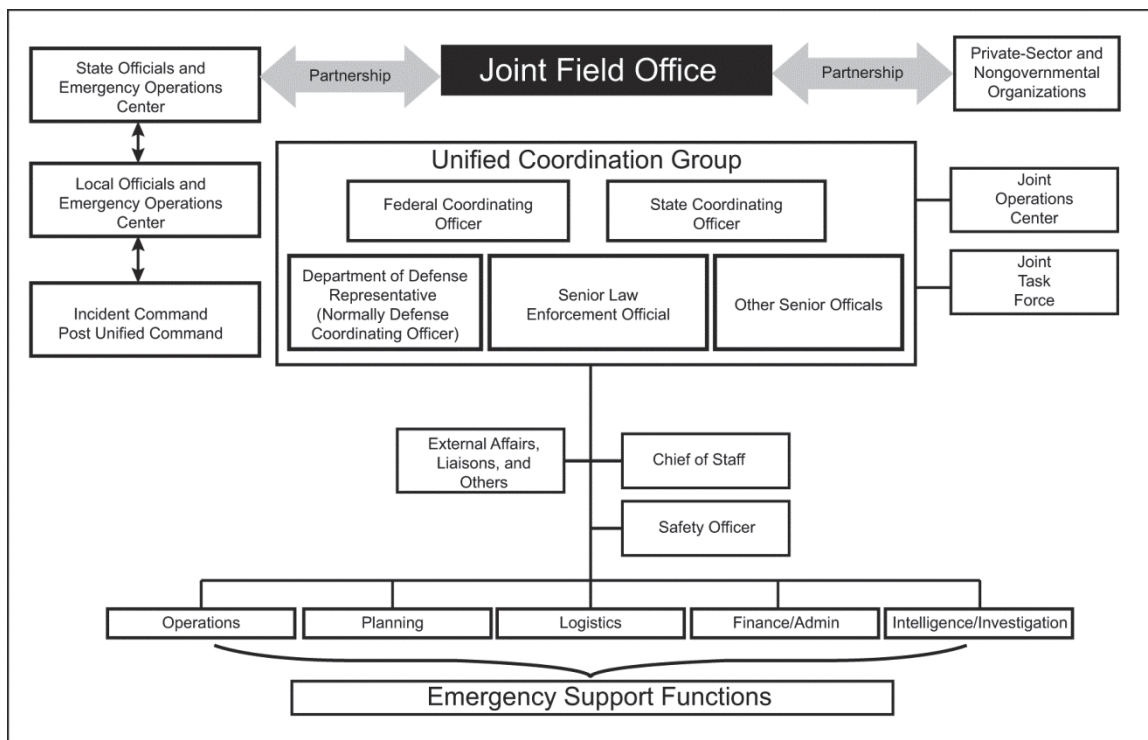 State Officials and
Emergency Operations
Center
Partnership
Joint Field Office
Partnership
Private-Sector and
Nongovernmental
Organizations
Local Officials and
Emergency Operations
Center
Incident Command
Post Unified Command
Unified Coordination Group
Federal Coordinating
Officer
State Coordinating
Officer
Department of Defense
Representative
(Normally Defense
Coordinating Officer)
Senior Law
Enforcement Official
Other Senior Officals
Joint
Operations
Center
Joint
Task
Force
External Affairs,
Liaisons, and
Others
Chief of Staff
Safety Officer
Operations
Planning
Logistics
Finance/Admin
Intelligence/Investigation
Emergency Support Functions